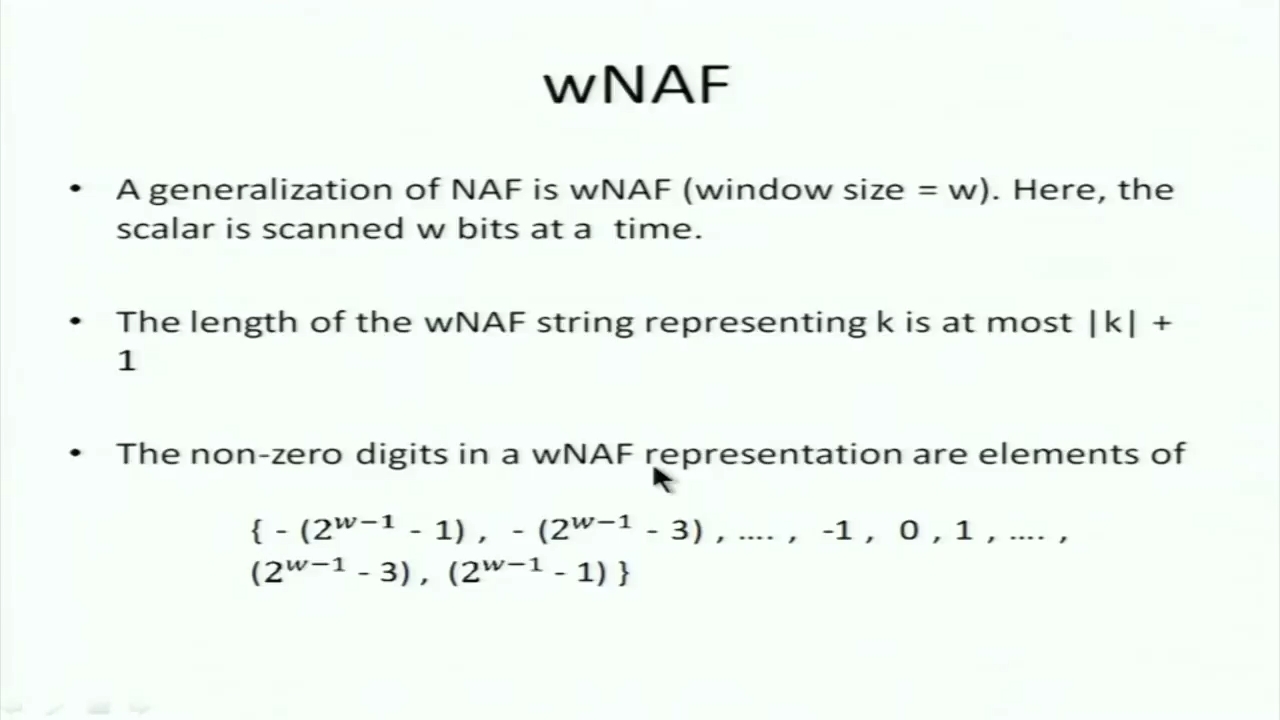 wNAF
• A generalization of NAF is wNAF (window size = w). Here, the
scalar is scanned w bits at a time.
• The length of the wNAF string representing k is at most |k| +
1
• The non-zero digits in a wNAF representation are elements of
{ - (2^{w−1} - 1) , - (2^{w−1} - 3) , .... , -1 , 0 , 1 , .... ,
(2^{w−1} - 3) , (2^{w−1} - 1) }